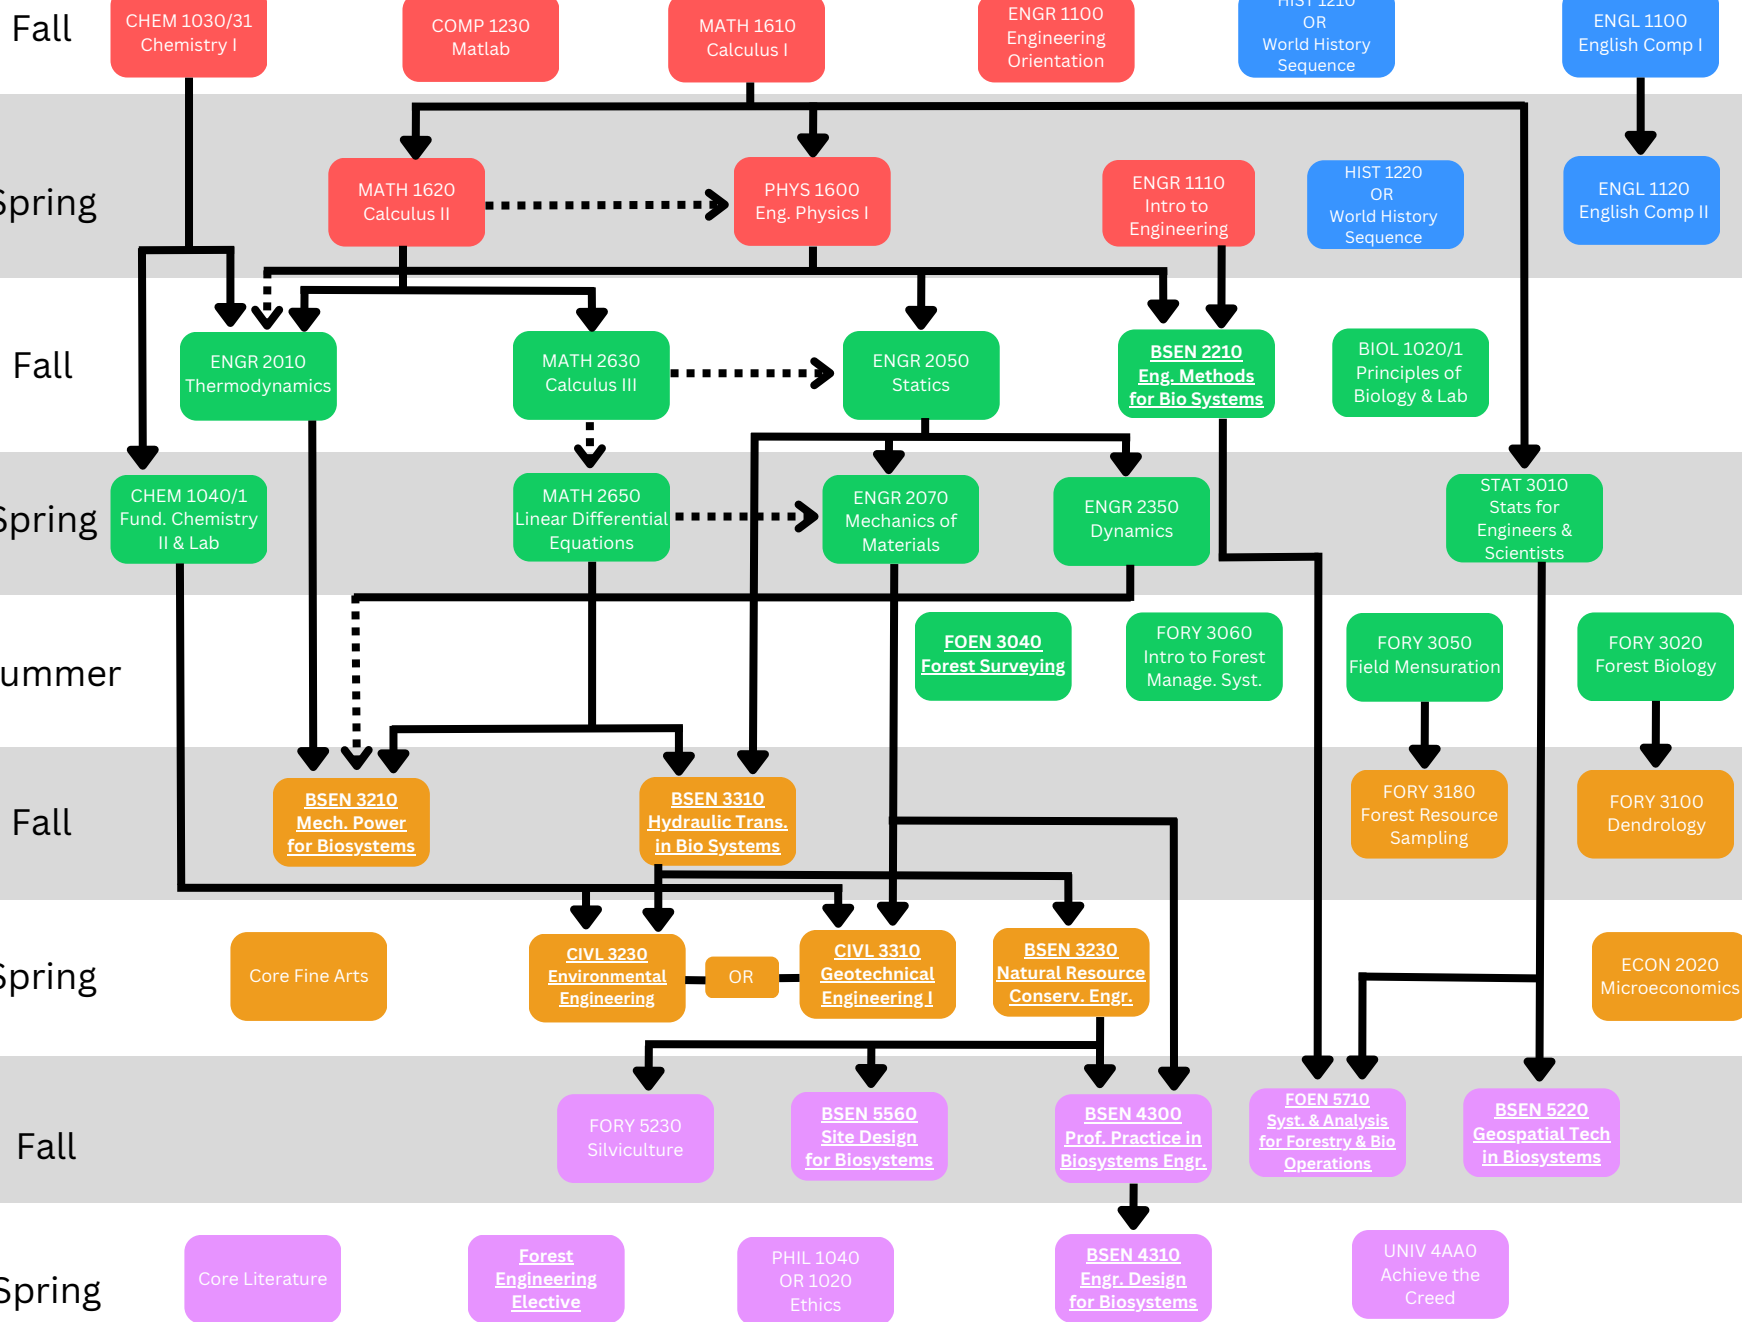 Fall
CHEM 1030/31
Chemistry I
COMP 1230
Matlab
MATH 1610
Calculus I
ENGR 1100
Engineering
Orientation
HIST 1210
OR
World History
Sequence
ENGL 1100
English Comp I
Spring
MATH 1620
Calculus II
PHYS 1600
Eng. Physics I
ENGR 1110
Intro to
Engineering
HIST 1220
OR
World History
Sequence
ENGL 1120
English Comp II
Fall
ENGR 2010
Thermodynamics
MATH 2630
Calculus III
ENGR 2050
Statics
BSEN 2210
Eng. Methods
for Bio Systems
BIOL 1020/1
Principles of
Biology & Lab
Spring
CHEM 1040/1
Fund. Chemistry
II & Lab
MATH 2650
Linear Differential
Equations
ENGR 2070
Mechanics of
Materials
ENGR 2350
Dynamics
STAT 3010
Stats for
Engineers &
Scientists
ummer
FOEN 3040
Forest Surveying
FORY 3060
Intro to Forest
Manage. Syst.
FORY 3050
Field Mensuration
FORY 3020
Forest Biology
Fall
BSEN 3210
Mech. Power
for Biosystems
BSEN 3310
Hydraulic Trans.
in Bio Systems
FORY 3180
Forest Resource
Sampling
FORY 3100
Dendrology
Spring
Core Fine Arts
CIVL 3230
Environmental
Engineering
OR
CIVL 3310
Geotechnical
Engineering I
BSEN 3230
Natural Resource
Conserv. Engr.
ECON 2020
Microeconomics
Fall
FORY 5230
Silviculture
BSEN 5560
Site Design
for Biosystems
BSEN 4300
Prof. Practice in
Biosystems Engr.
FOEN 5710
Syst. & Analysis
for Forestry & Bio
Operations
BSEN 5220
Geospatial Tech
in Biosystems
Spring
Core Literature
Forest
Engineering
Elective
PHIL 1040
OR 1020
Ethics
BSEN 4310
Engr. Design
for Biosystems
UNIV 4AA0
Achieve the
Creed